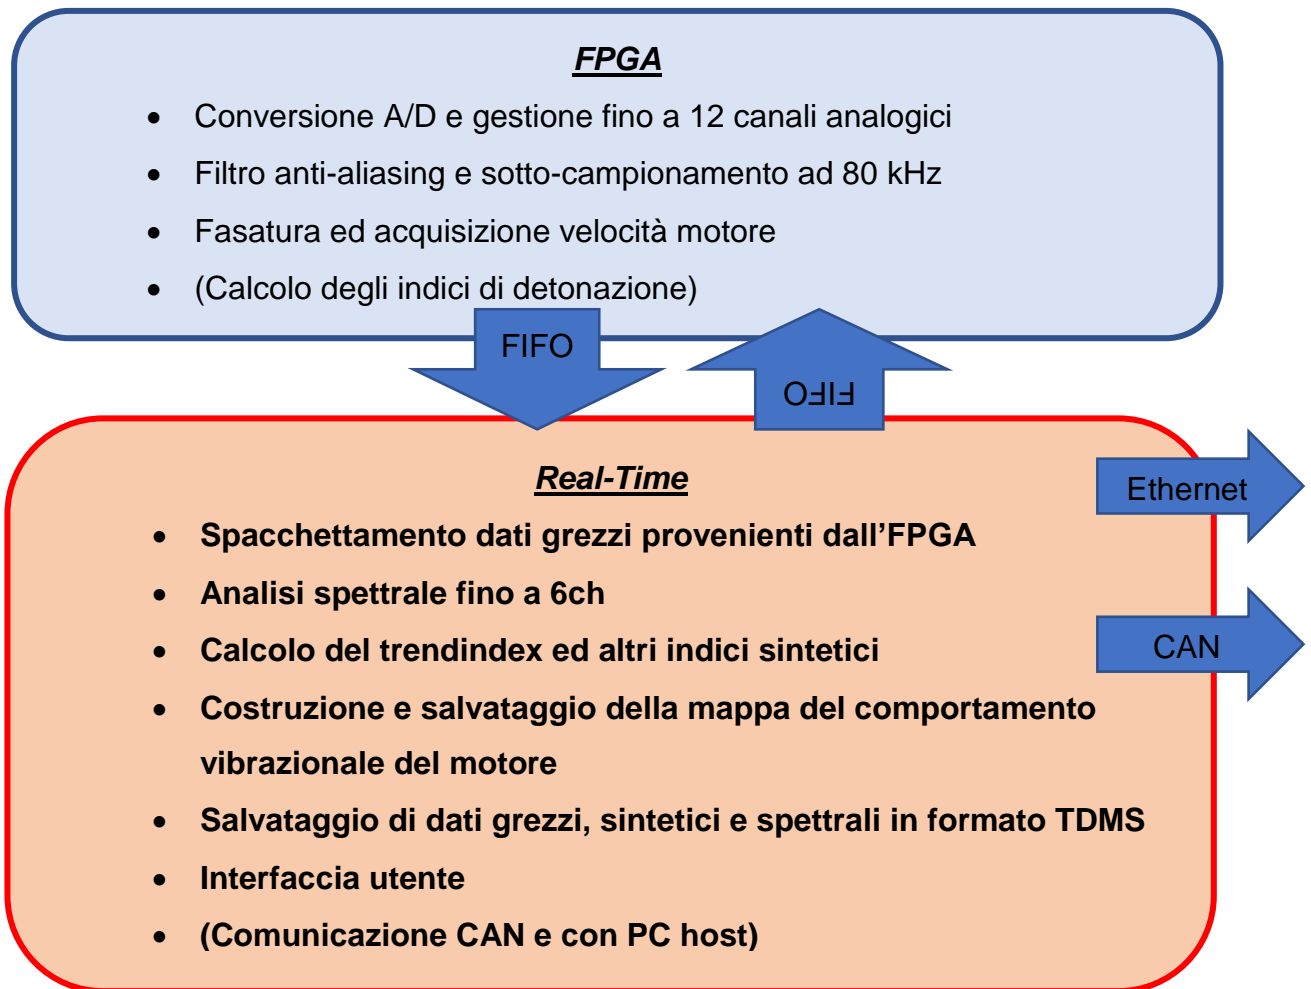 FPGA
• Conversione A/D e gestione fino a 12 canali analogici
• Filtro anti-aliasing e sotto-campionamento ad 80 kHz
• Fasatura ed acquisizione velocità motore
• (Calcolo degli indici di detonazione)
FIFO
FIFO
Real-Time
Ethernet
• Spacchettamento dati grezzi provenienti dall’FPGA
• Analisi spettrale fino a 6ch
• Calcolo del trendindex ed altri indici sintetici
CAN
• Costruzione e salvataggio della mappa del comportamento
vibrazionale del motore
• Salvataggio di dati grezzi, sintetici e spettrali in formato TDMS
• Interfaccia utente
• (Comunicazione CAN e con PC host)